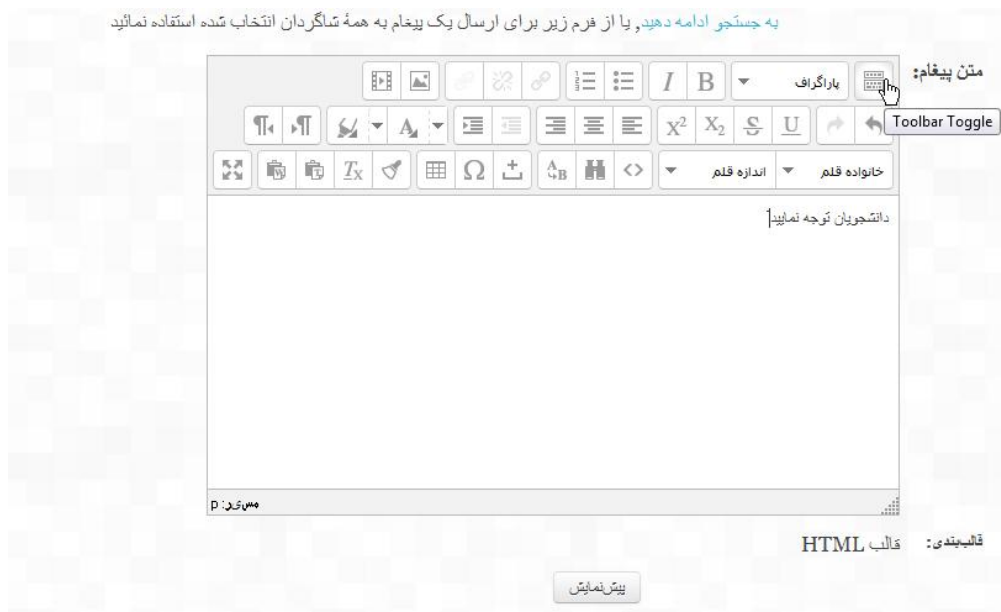 به جستجو ادامه دهید, یا از فرم زیر برای ارسال یک پیغام به همهٔ شاگردان انتخاب شده استفاده نمائید
متن پیغام:
پاراگراف
Toolbar Toggle
خانواده قلم
اندازه قلم
دانشجویان توجه نمایید
مسیر: p
قالب‌بندی:
قالب HTML
پیش‌نمایش